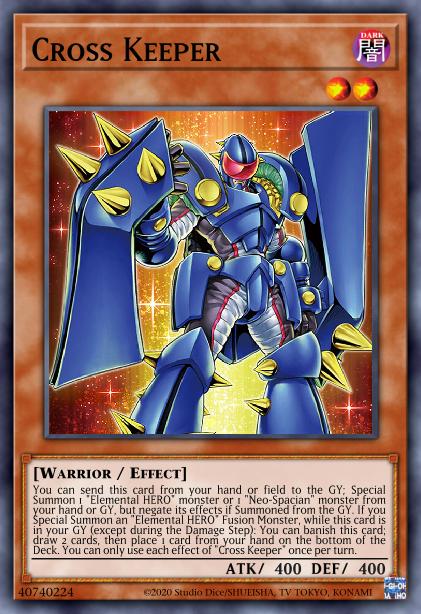 Cross Keeper
DARK
闇
[Warrior / Effect]
You can send this card from your hand or field to the GY; Special
Summon 1 "Elemental HERO" monster or 1 "Neo-Spacian" monster from
your hand or GY, but negate its effects if Summoned from the GY. If you
Special Summon an "Elemental HERO" Fusion Monster, while this card is
in your GY (except during the Damage Step): You can banish this card;
draw 2 cards, then place 1 card from your hand on the bottom of the
Deck. You can only use each effect of "Cross Keeper" once per turn.
ATK/ 400 DEF/ 400
40740224
©2020 Studio Dice/SHUEISHA, TV TOKYO, KONAMI